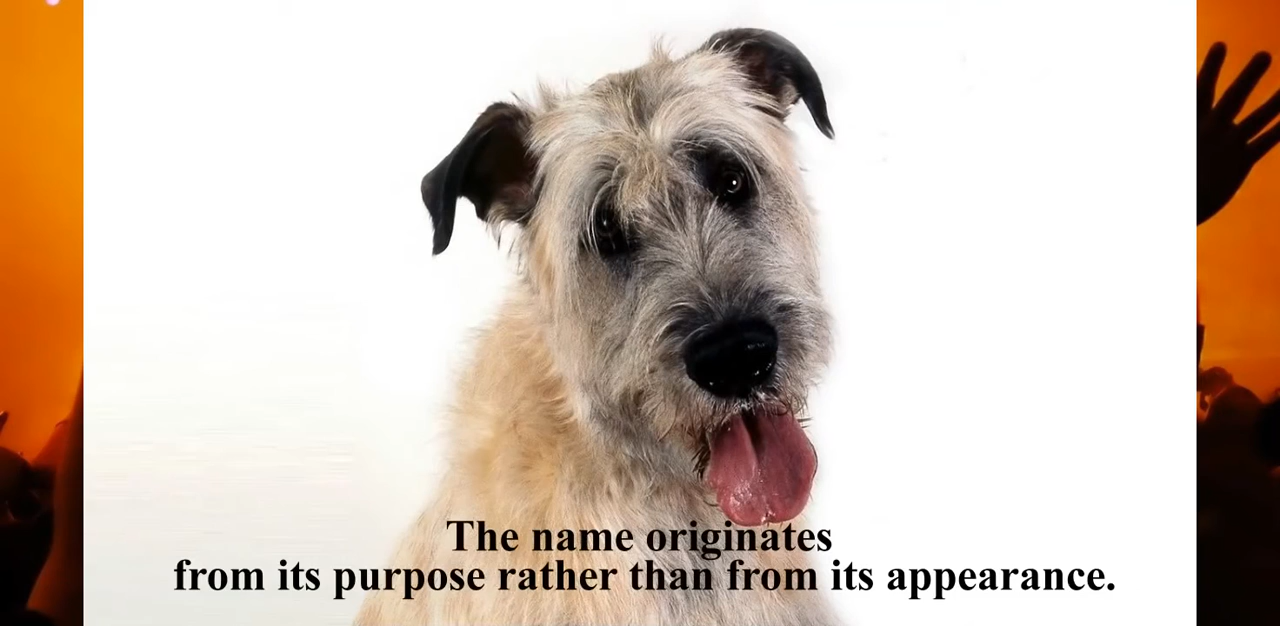 The name originates
from its purpose rather than from its appearance.